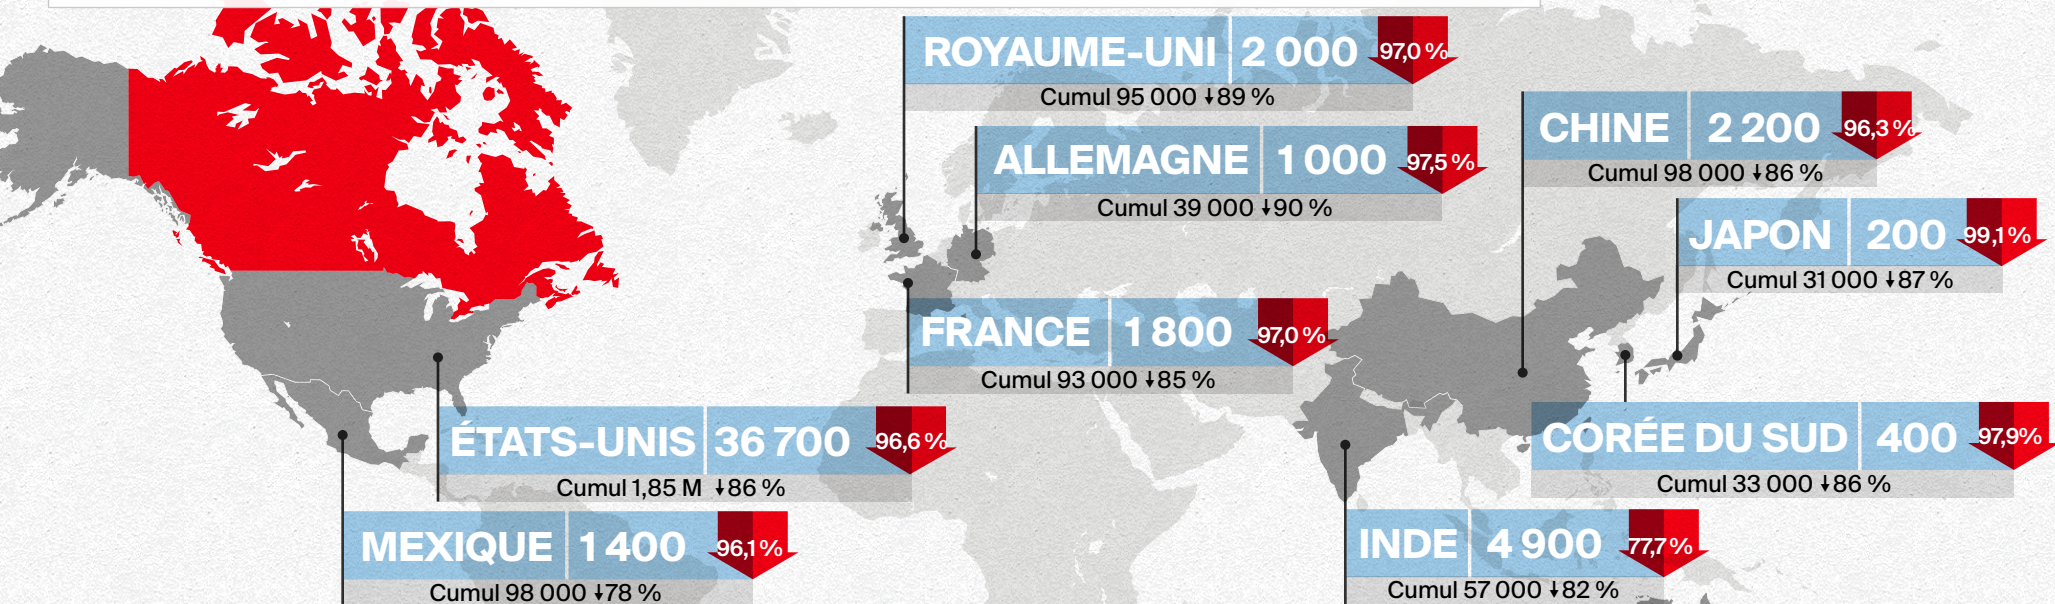 ROYAUME-UNI 2 000 97,0 %
Cumul 95 000 ↓89 %
ALLEMAGNE 1 000 97,5 %
Cumul 39 000 ↓90 %
CHINE 2 200 96,3 %
Cumul 98 000 ↓86 %
JAPON 200 99,1 %
Cumul 31 000 ↓87 %
FRANCE 1 800 97,0 %
Cumul 93 000 ↓85 %
ÉTATS-UNIS 36 700 96,6 %
Cumul 1,85 M ↓86 %
CORÉE DU SUD 400 97,9%
Cumul 33 000 ↓86 %
MEXIQUE 1 400 96,1 %
Cumul 98 000 ↓78 %
INDE 4 900 77,7 %
Cumul 57 000 ↓82 %